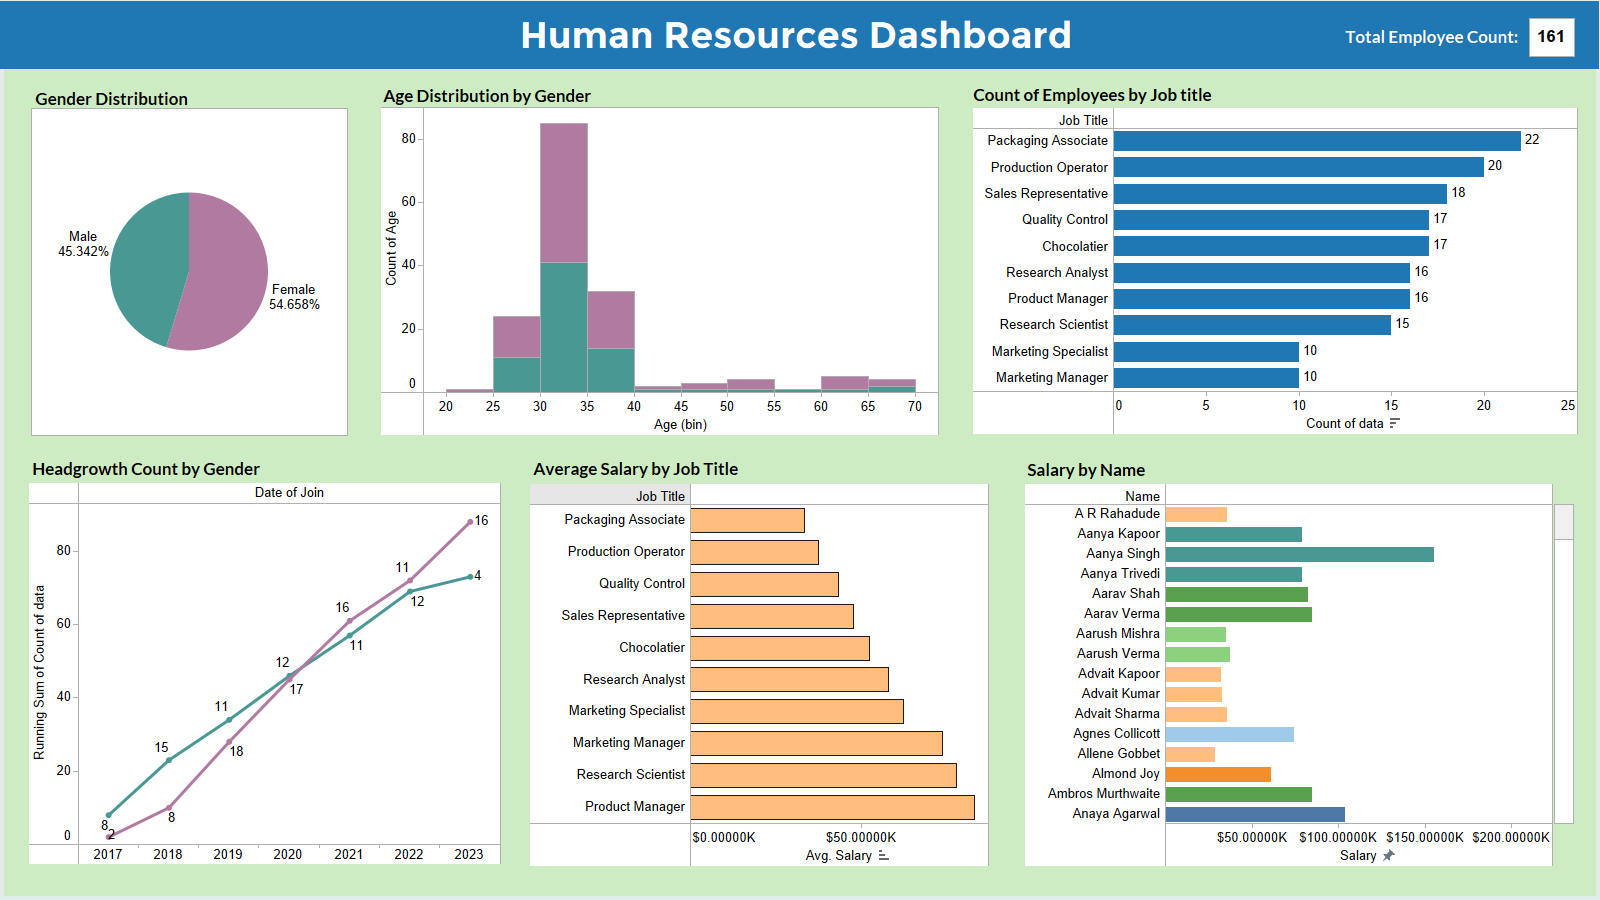 Human Resources Dashboard
Total Employee Count: 161
Gender Distribution
Male
45.342%
Female
54.658%
Age Distribution by Gender
Count of Age
80
60
40
20
0
20 25 30 35 40 45 50 55 60 65 70
Age (bin)
Count of Employees by Job title
Job Title
Packaging Associate 22
Production Operator 20
Sales Representative 18
Quality Control 17
Chocolatier 17
Research Analyst 16
Product Manager 16
Research Scientist 15
Marketing Specialist 10
Marketing Manager 10
0 5 10 15 20 25
Count of data
Headgrowth Count by Gender
Date of Join
Running Sum of Count of data
80
60
40
20
0
8 15 11 12 11 12 4
2 8 18 17 16 11 16
2017 2018 2019 2020 2021 2022 2023
Average Salary by Job Title
Job Title
Packaging Associate
Production Operator
Quality Control
Sales Representative
Chocolatier
Research Analyst
Marketing Specialist
Marketing Manager
Research Scientist
Product Manager
$0.00000K $50.00000K
Avg. Salary
Salary by Name
Name
A R Rahadude
Aanya Kapoor
Aanya Singh
Aanya Trivedi
Aarav Shah
Aarav Verma
Aarush Mishra
Aarush Verma
Advait Kapoor
Advait Kumar
Advait Sharma
Agnes Collicott
Allene Gobbet
Almond Joy
Ambros Murthwaite
Anaya Agarwal
$50.00000K $100.00000K $150.00000K $200.00000K
Salary